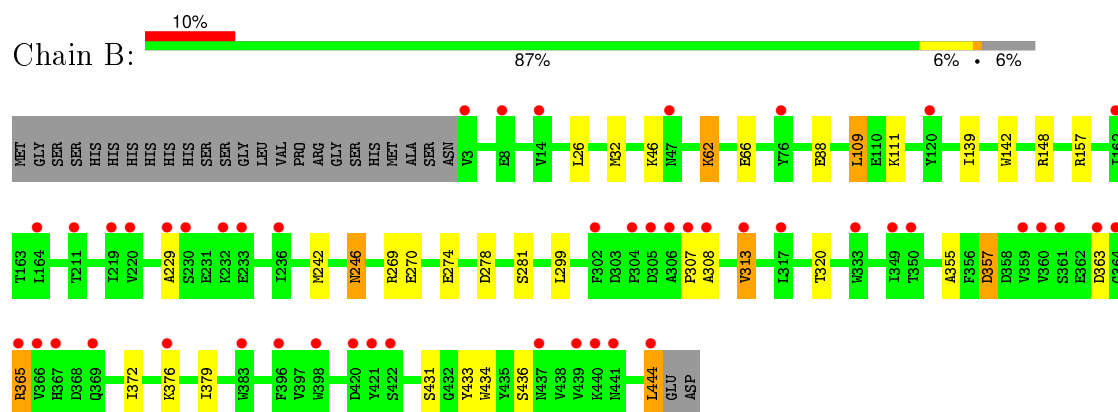 10%
Chain B:
87% 6% • 6%
MET GLY SER SER HIS HIS HIS HIS HIS HIS SER SER GLY LEU VAL PRO ARG GLY SER HIS MET ALA SER ASN V3 E8 V14 L26 M32 K46 N47 K62 E66 Y76 E88 L109 E110 K111 Y120 I139 W142 R148 R157 I162
T163 L164 T211 I219 V220 A229 S230 E231 K232 E233 I236 M242 N246 R269 E270 E274 D278 S281 L299 F302 D303 P304 D305 A306 P307 A308 V313 L317 T320 W333 I349 T350 A355 F356 D357 D358 V359 V360 S361 E362 D363 G364
R365 V366 H367 D368 Q369 I372 K376 I379 W383 F396 V397 W398 D420 Y421 S422 S431 G432 Y433 W434 Y435 S436 N437 V438 V439 K440 N441 L444 GLU ASP